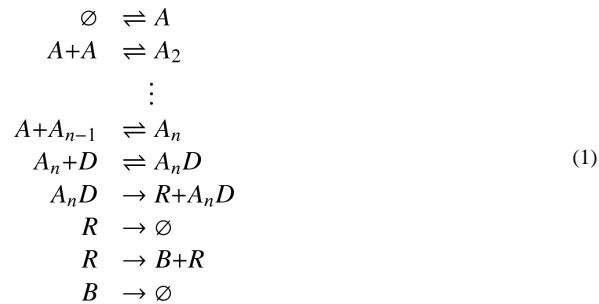 ∅ ⇌ A
A+A ⇌ A₂
⋮
A+Aₙ₋₁ ⇌ Aₙ
Aₙ+D ⇌ AₙD (1)
AₙD → R+AₙD
R → ∅
R → B+R
B → ∅